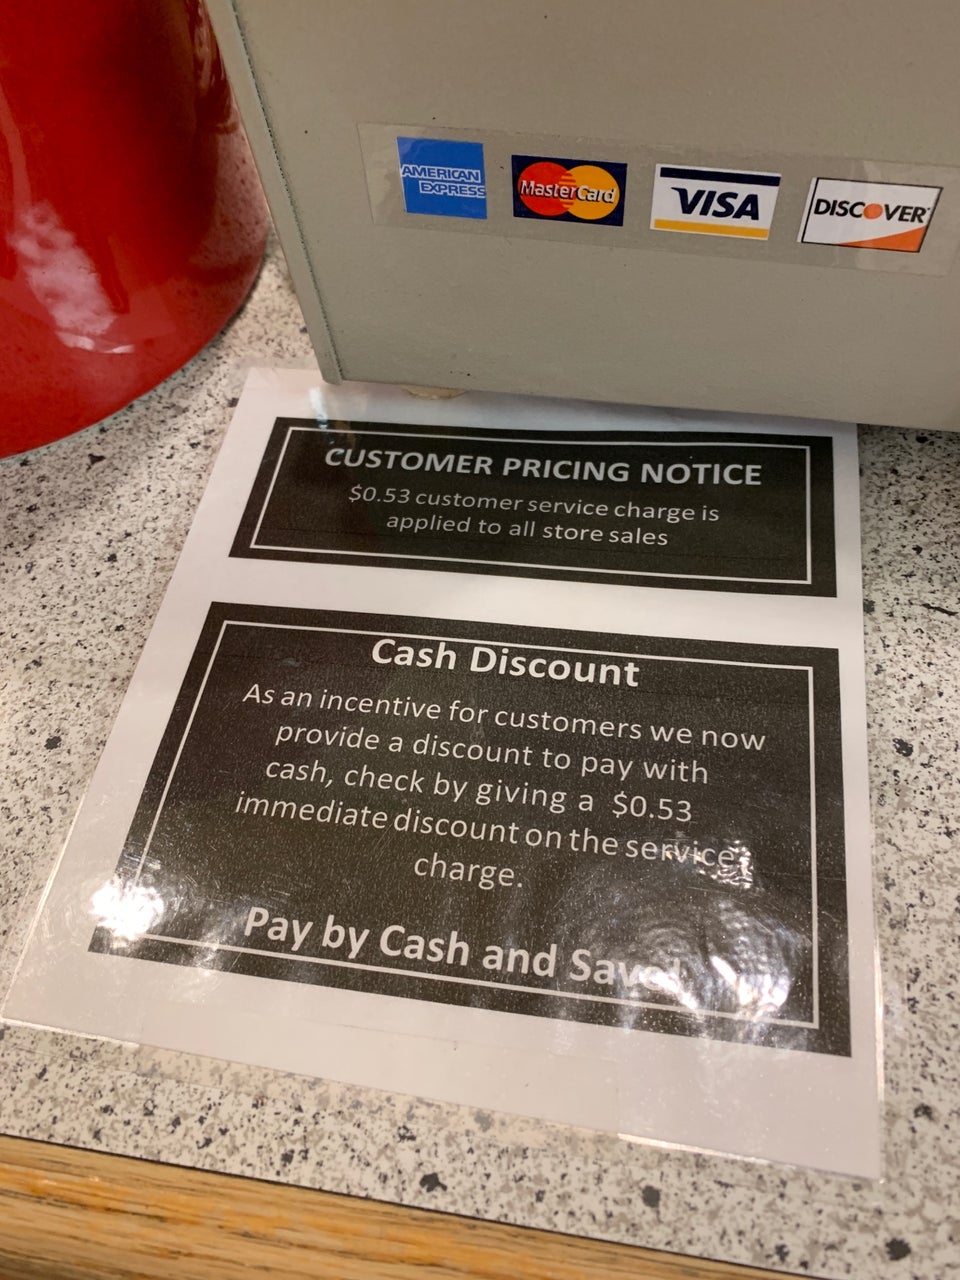 AMERICAN
EXPRESS
MasterCard
VISA
DISCOVER
CUSTOMER PRICING NOTICE
$0.53 customer service charge is
applied to all store sales
Cash Discount
As an incentive for customers we now
provide a discount to pay with
cash, check by giving a $0.53
immediate discount on the service
charge.
Pay by Cash and Save!